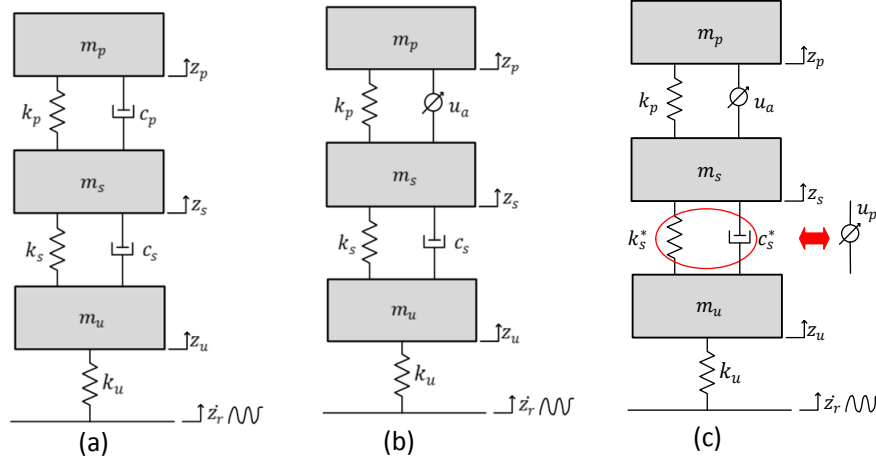 m_p
z_p
k_p
c_p
m_s
z_s
k_s
c_s
m_u
z_u
k_u
ż_r
(a)
m_p
z_p
k_p
u_a
m_s
z_s
k_s
c_s
m_u
z_u
k_u
ż_r
(b)
m_p
z_p
k_p
u_a
m_s
z_s
k_s^*
c_s^*
u_p
m_u
z_u
k_u
ż_r
(c)